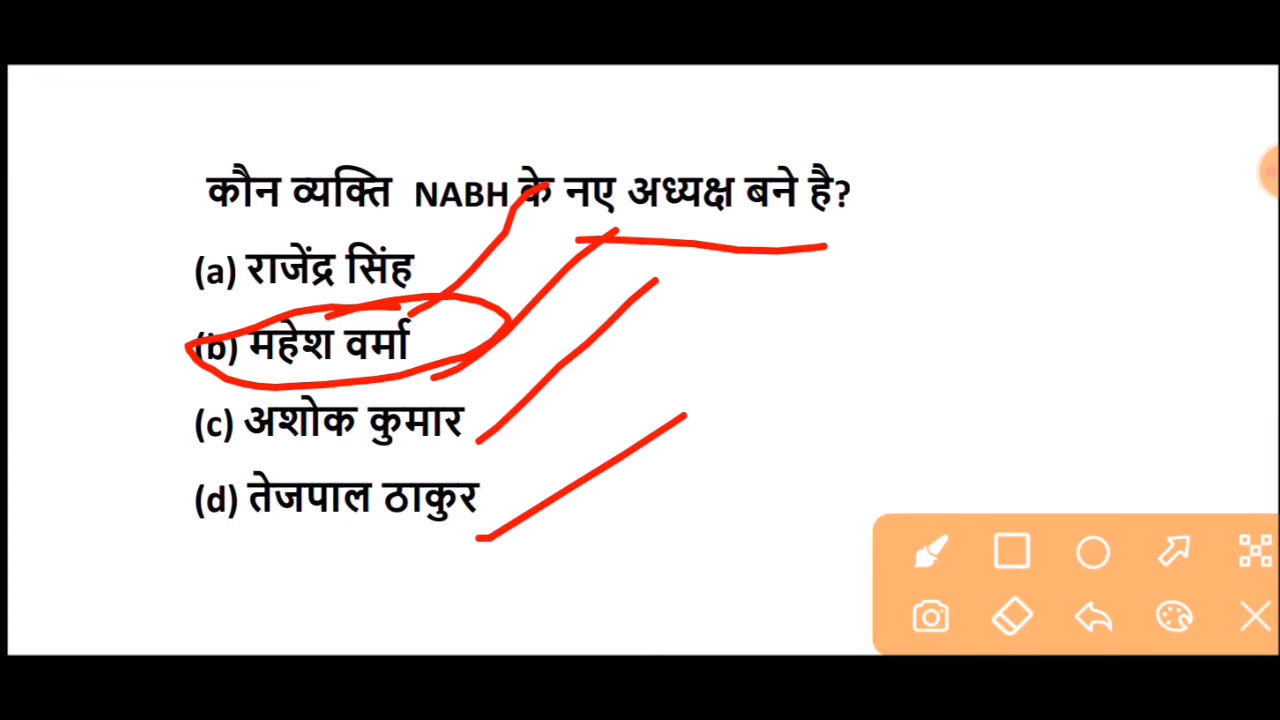 कौन व्यक्ति NABH के नए अध्यक्ष बने है?
(a) राजेंद्र सिंह
(b) महेश वर्मा
(c) अशोक कुमार
(d) तेजपाल ठाकुर